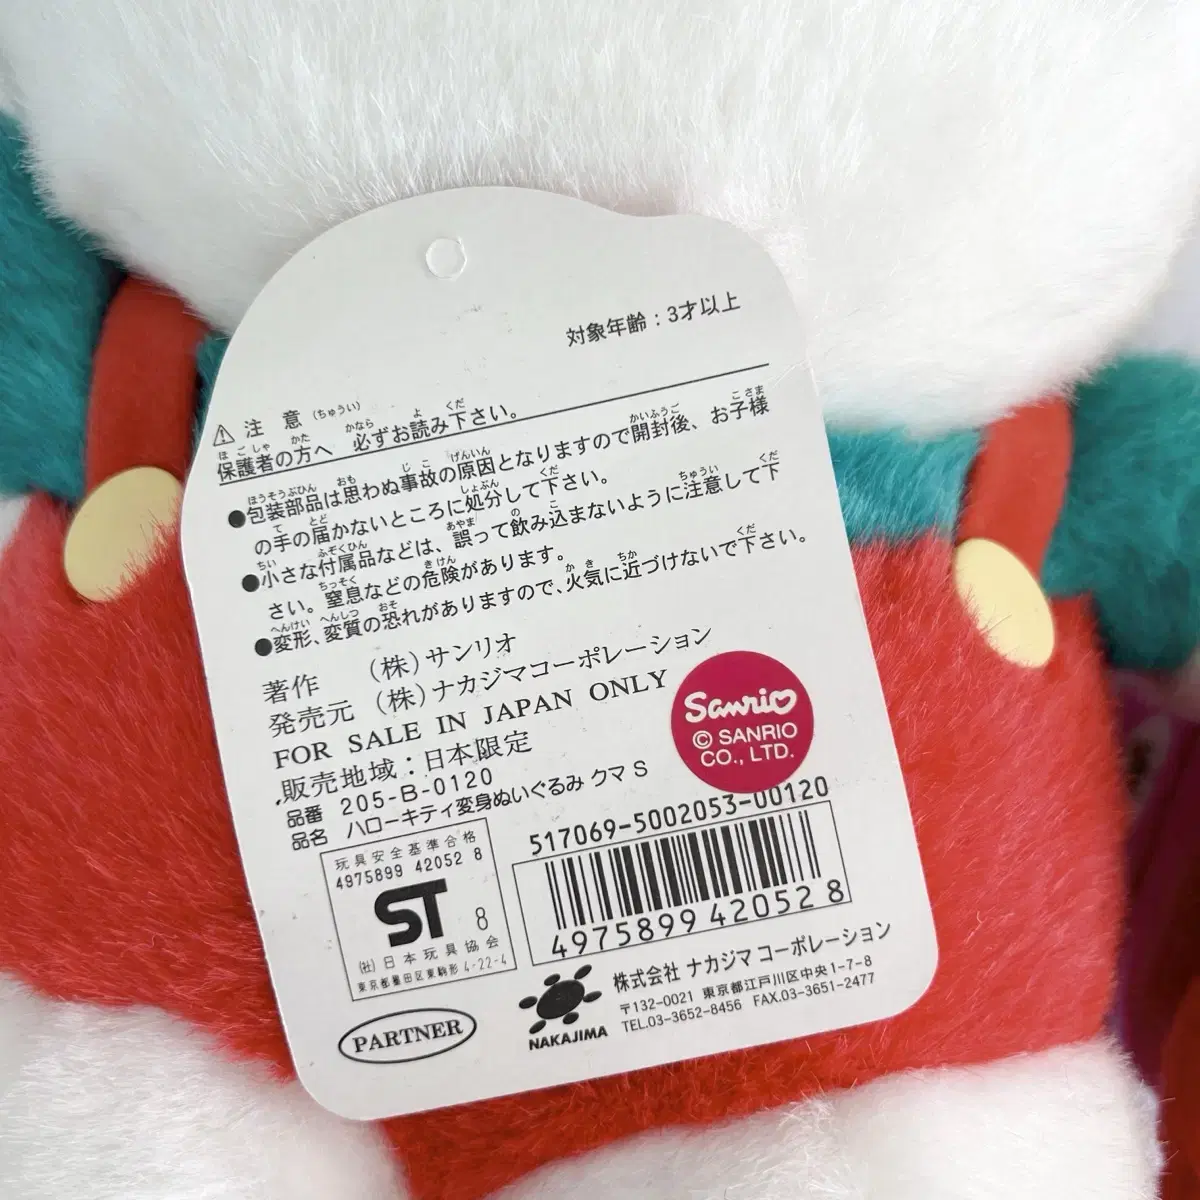 対象年齢：3才以上
⚠注意（ちゅうい）
保護者の方へ 必ずお読み下さい。
●包装部品は思わぬ事故の原因となりますので開封後、お子様
の手の届かないところに処分して下さい。
●小さな付属品などは、誤って飲み込まないように注意して下
さい。窒息などの危険があります。
●変形、変質の恐れがありますので、火気に近づけないで下さい。
著作 （株）サンリオ
発売元 （株）ナカジマコーポレーション
FOR SALE IN JAPAN ONLY
販売地域：日本限定
品番 205-B-0120
品名 ハローキティ変身ぬいぐるみ クマ S
Sanrio
© SANRIO
CO., LTD.
517069-5002053-00120
4975899 42052 8
玩具安全基準合格
4975899 42052 8
ST 8
(社)日本玩具協会
東京都墨田区東駒形 4-22-4
PARTNER
NAKAJIMA
株式会社 ナカジマ コーポレーション
〒132-0021 東京都江戸川区中央1-7-8
TEL.03-3652-8456 FAX.03-3651-2477